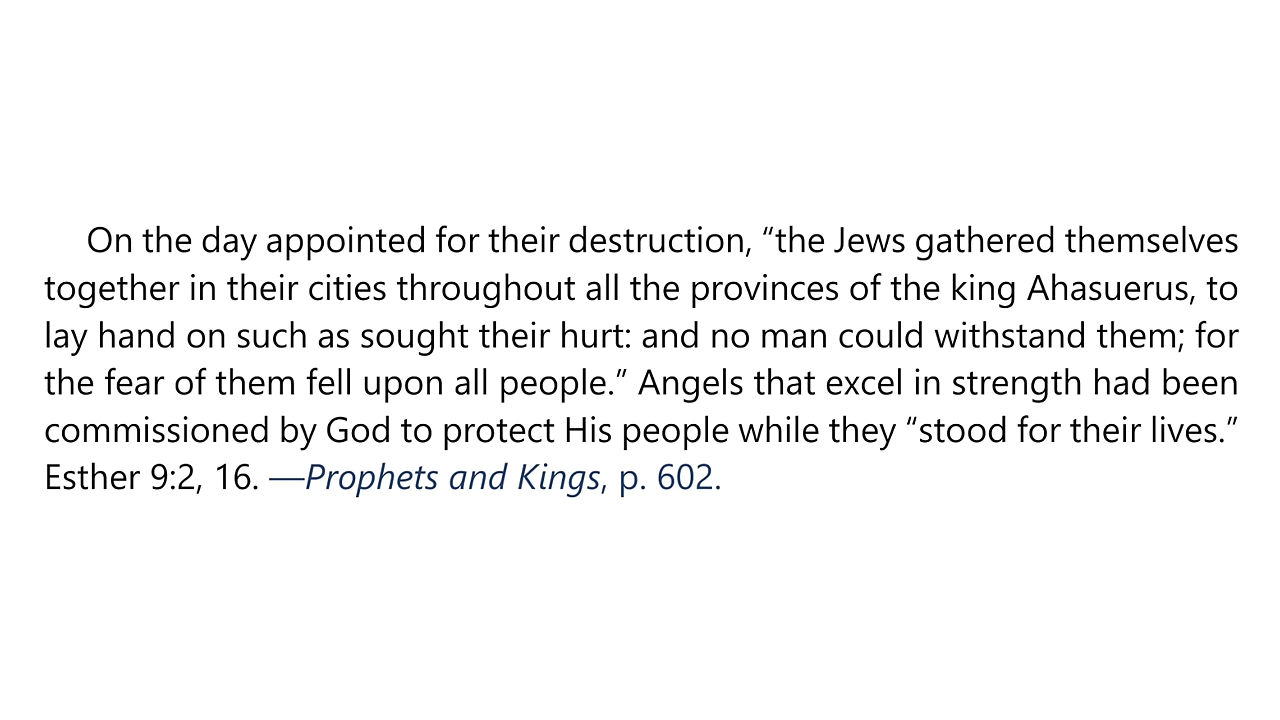 On the day appointed for their destruction, “the Jews gathered themselves
together in their cities throughout all the provinces of the king Ahasuerus, to
lay hand on such as sought their hurt: and no man could withstand them; for
the fear of them fell upon all people.” Angels that excel in strength had been
commissioned by God to protect His people while they “stood for their lives.”
Esther 9:2, 16. —Prophets and Kings, p. 602.